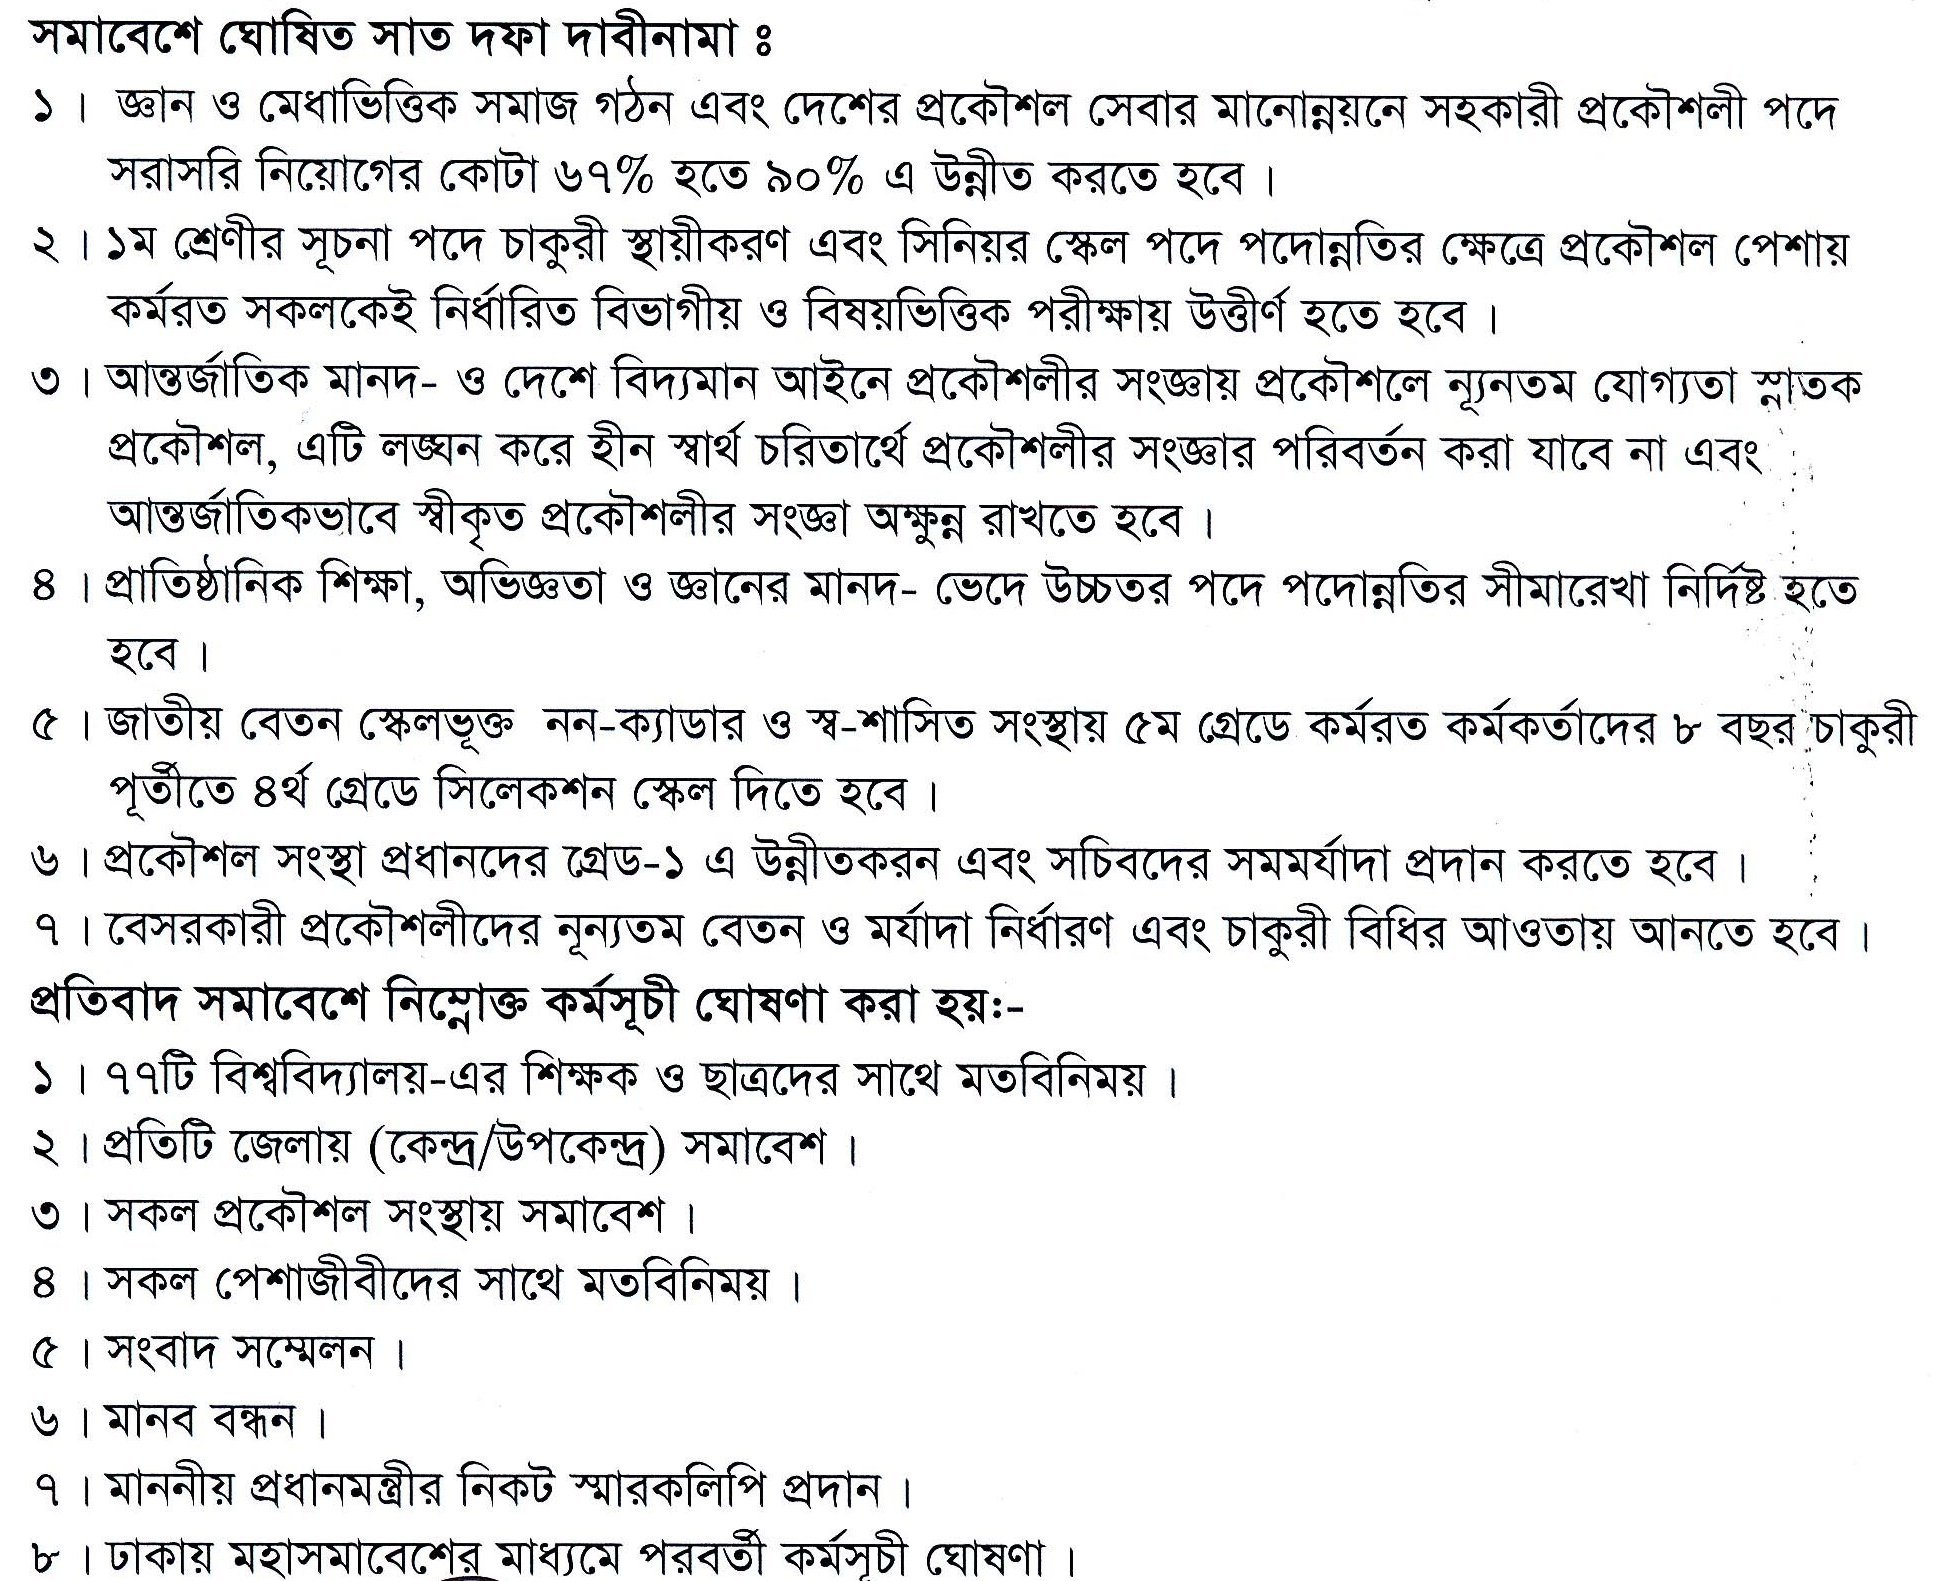 সমাবেশে ঘোষিত সাত দফা দাবীনামা ঃ
১ । জ্ঞান ও মেধাভিত্তিক সমাজ গঠন এবং দেশের প্রকৌশল সেবার মানোন্নয়নে সহকারী প্রকৌশলী পদে
সরাসরি নিয়োগের কোটা ৬৭% হতে ৯০% এ উন্নীত করতে হবে ।
২ । ১ম শ্রেণীর সূচনা পদে চাকুরী স্থায়ীকরণ এবং সিনিয়র স্কেল পদে পদোন্নতির ক্ষেত্রে প্রকৌশল পেশায়
কর্মরত সকলকেই নির্ধারিত বিভাগীয় ও বিষয়ভিত্তিক পরীক্ষায় উত্তীর্ণ হতে হবে ।
৩ । আন্তর্জাতিক মানদ- ও দেশে বিদ্যমান আইনে প্রকৌশলীর সংজ্ঞায় প্রকৌশলে ন্যূনতম যোগ্যতা স্নাতক
প্রকৌশল, এটি লঙ্ঘন করে হীন স্বার্থ চরিতার্থে প্রকৌশলীর সংজ্ঞার পরিবর্তন করা যাবে না এবং
আন্তর্জাতিকভাবে স্বীকৃত প্রকৌশলীর সংজ্ঞা অক্ষুন্ন রাখতে হবে ।
৪ । প্রাতিষ্ঠানিক শিক্ষা, অভিজ্ঞতা ও জ্ঞানের মানদ- ভেদে উচ্চতর পদে পদোন্নতির সীমারেখা নির্দিষ্ট হতে
হবে ।
৫ । জাতীয় বেতন স্কেলভূক্ত নন-ক্যাডার ও স্ব-শাসিত সংস্থায় ৫ম গ্রেডে কর্মরত কর্মকর্তাদের ৮ বছর চাকুরী
পূর্তীতে ৪র্থ গ্রেডে সিলেকশন স্কেল দিতে হবে ।
৬ । প্রকৌশল সংস্থা প্রধানদের গ্রেড-১ এ উন্নীতকরন এবং সচিবদের সমমর্যাদা প্রদান করতে হবে ।
৭ । বেসরকারী প্রকৌশলীদের নূন্যতম বেতন ও মর্যাদা নির্ধারণ এবং চাকুরী বিধির আওতায় আনতে হবে ।
প্রতিবাদ সমাবেশে নিম্নোক্ত কর্মসূচী ঘোষণা করা হয়ঃ-
১ । ৭৭টি বিশ্ববিদ্যালয়-এর শিক্ষক ও ছাত্রদের সাথে মতবিনিময় ।
২ । প্রতিটি জেলায় (কেন্দ্র/উপকেন্দ্র) সমাবেশ ।
৩ । সকল প্রকৌশল সংস্থায় সমাবেশ ।
৪ । সকল পেশাজীবীদের সাথে মতবিনিময় ।
৫ । সংবাদ সম্মেলন ।
৬ । মানব বন্ধন ।
৭ । মাননীয় প্রধানমন্ত্রীর নিকট স্মারকলিপি প্রদান ।
৮ । ঢাকায় মহাসমাবেশের মাধ্যমে পরবর্তী কর্মসূচী ঘোষণা ।